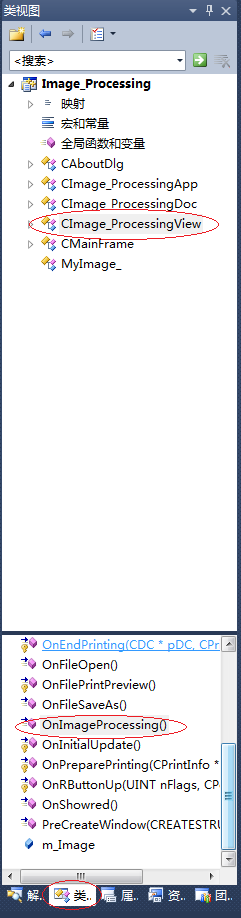 类视图
<搜索>
Image_Processing
映射
宏和常量
全局函数和变量
CAboutDlg
CImage_ProcessingApp
CImage_ProcessingDoc
CImage_ProcessingView
CMainFrame
MyImage_
OnEndPrinting(CDC * pDC, CPri
OnFileOpen()
OnFilePrintPreview()
OnFileSaveAs()
OnImageProcessing()
OnInitialUpdate()
OnPreparePrinting(CPrintInfo *
OnRButtonUp(UINT nFlags, CP
OnShowred()
PreCreateWindow(CREATESTRU
m_Image
解.. 类.. 属.. 资.. 团..